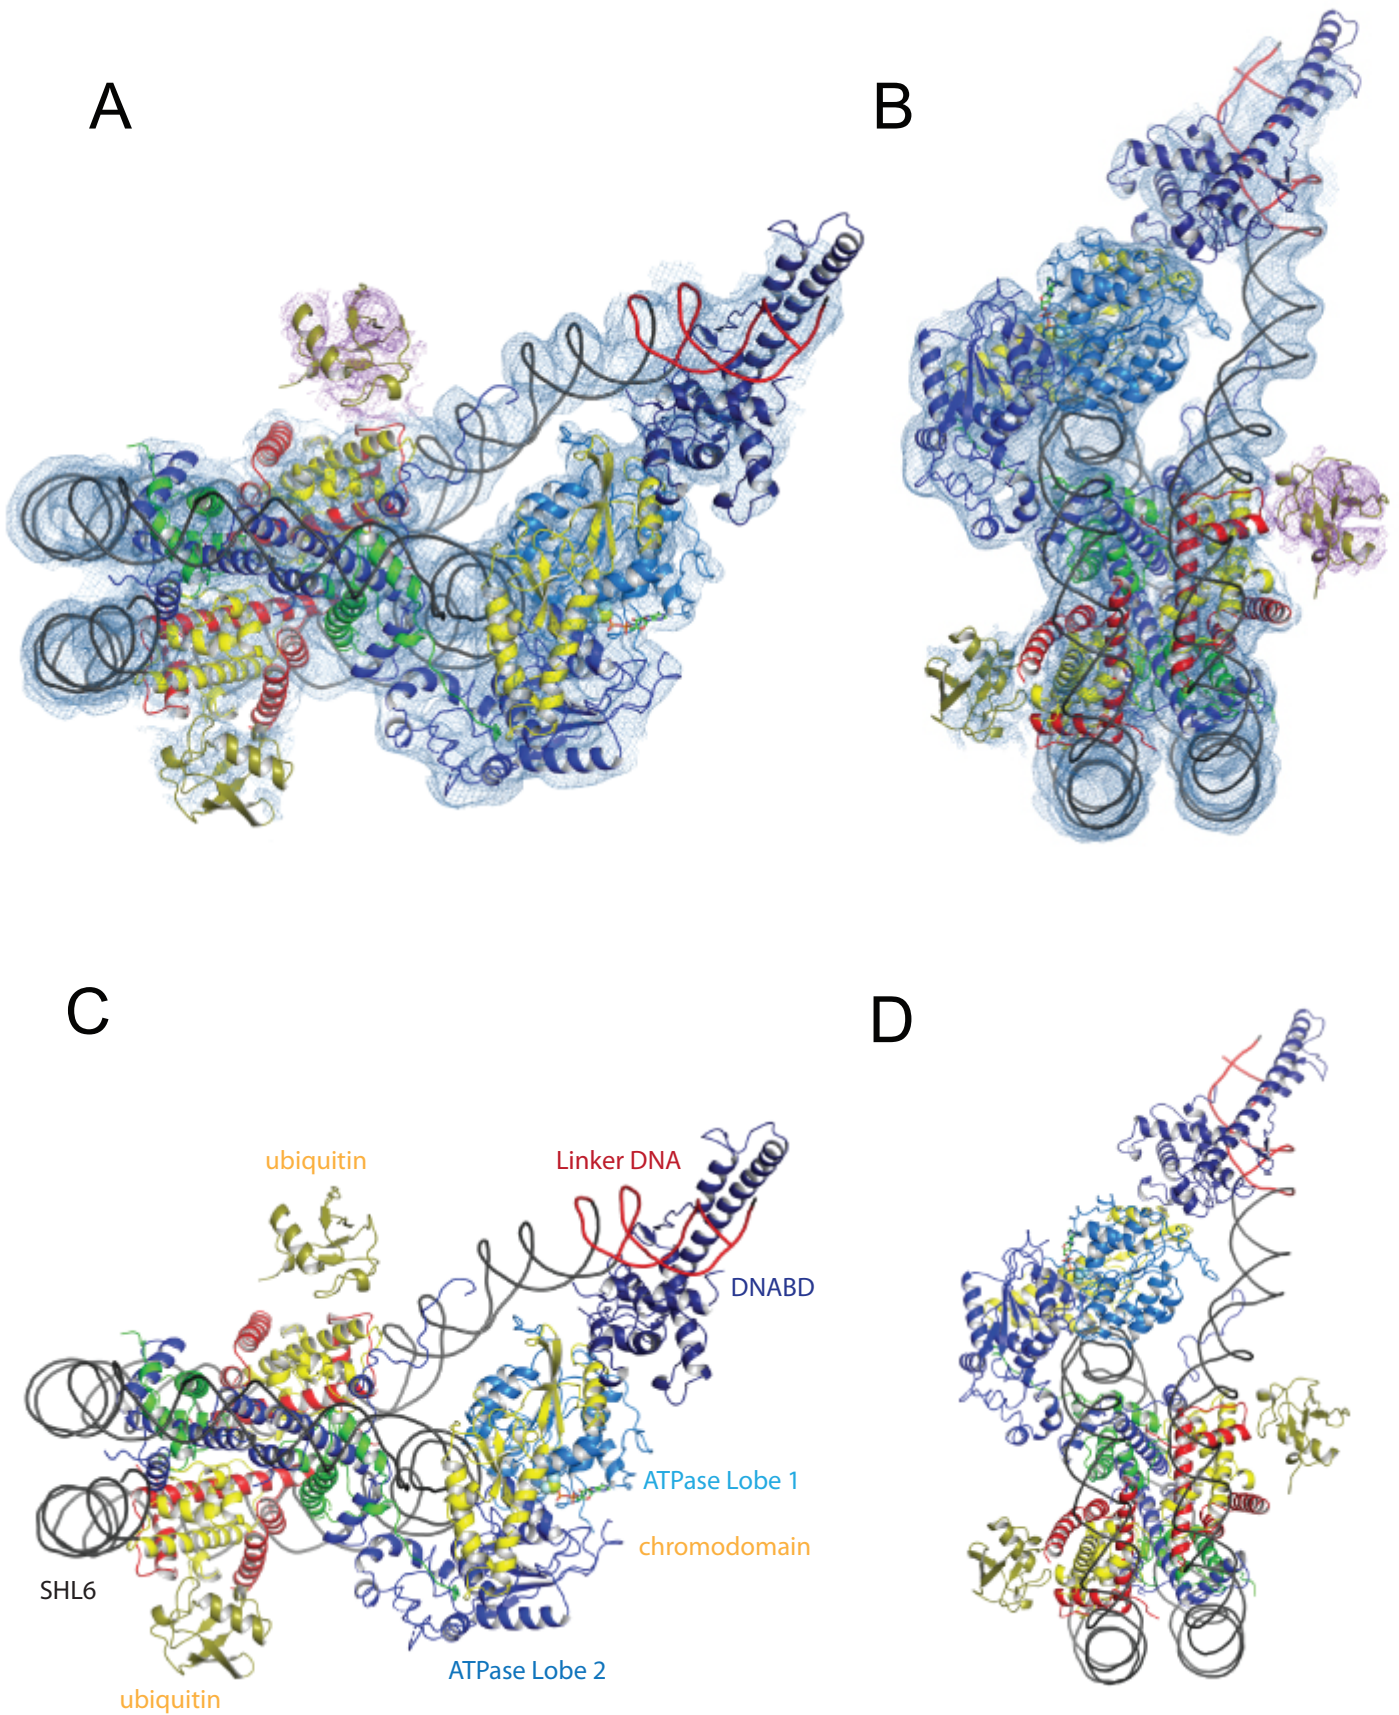 A
B
C
D
ubiquitin
Linker DNA
DNABD
ATPase Lobe 1
chromodomain
SHL6
ATPase Lobe 2
ubiquitin